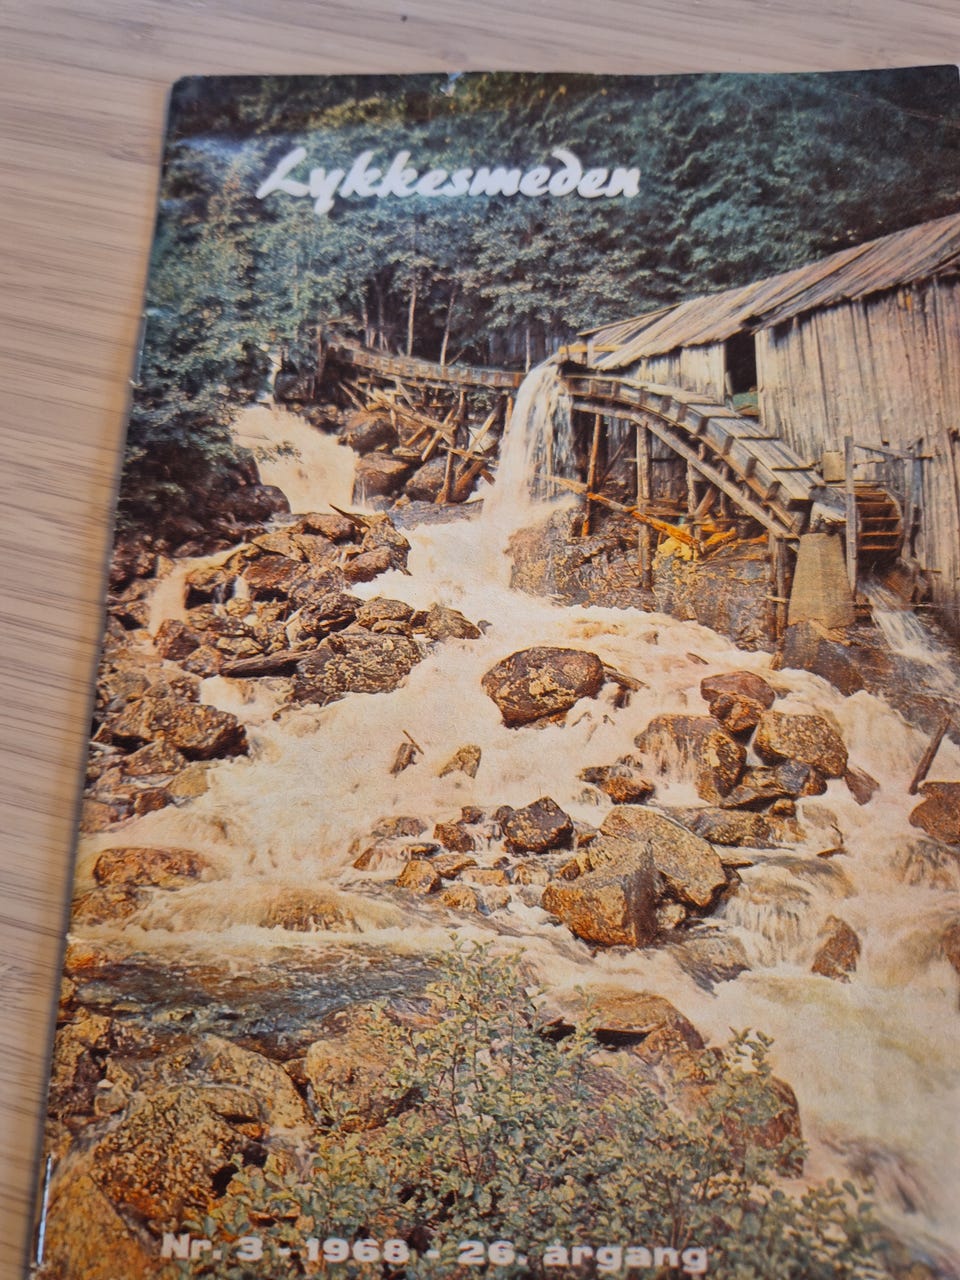 Lykkesmeden
Nr. 3 - 1968 - 26. årgang